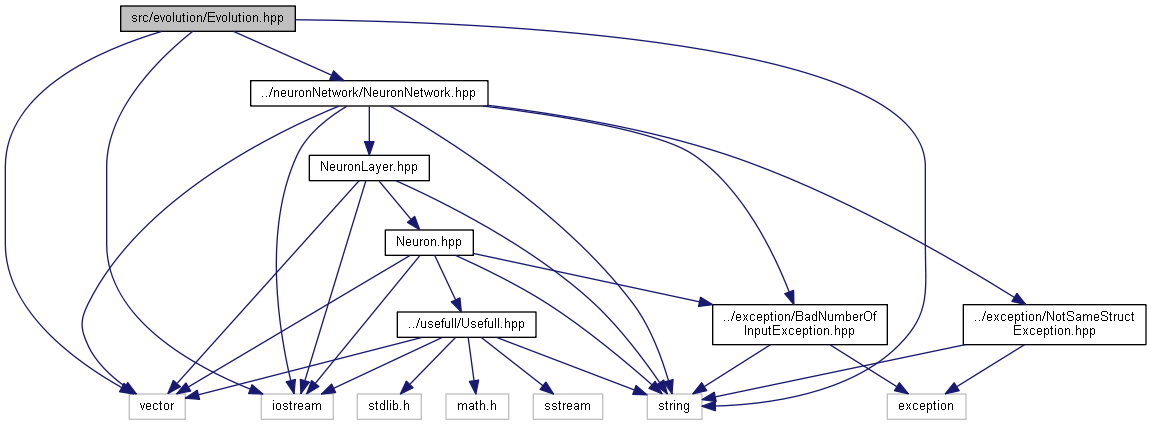 src/evolution/Evolution.hpp
../neuronNetwork/NeuronNetwork.hpp
NeuronLayer.hpp
Neuron.hpp
../usefull/Usefull.hpp
../exception/BadNumberOf
InputException.hpp
../exception/NotSameStruct
Exception.hpp
vector
iostream
stdlib.h
math.h
sstream
string
exception